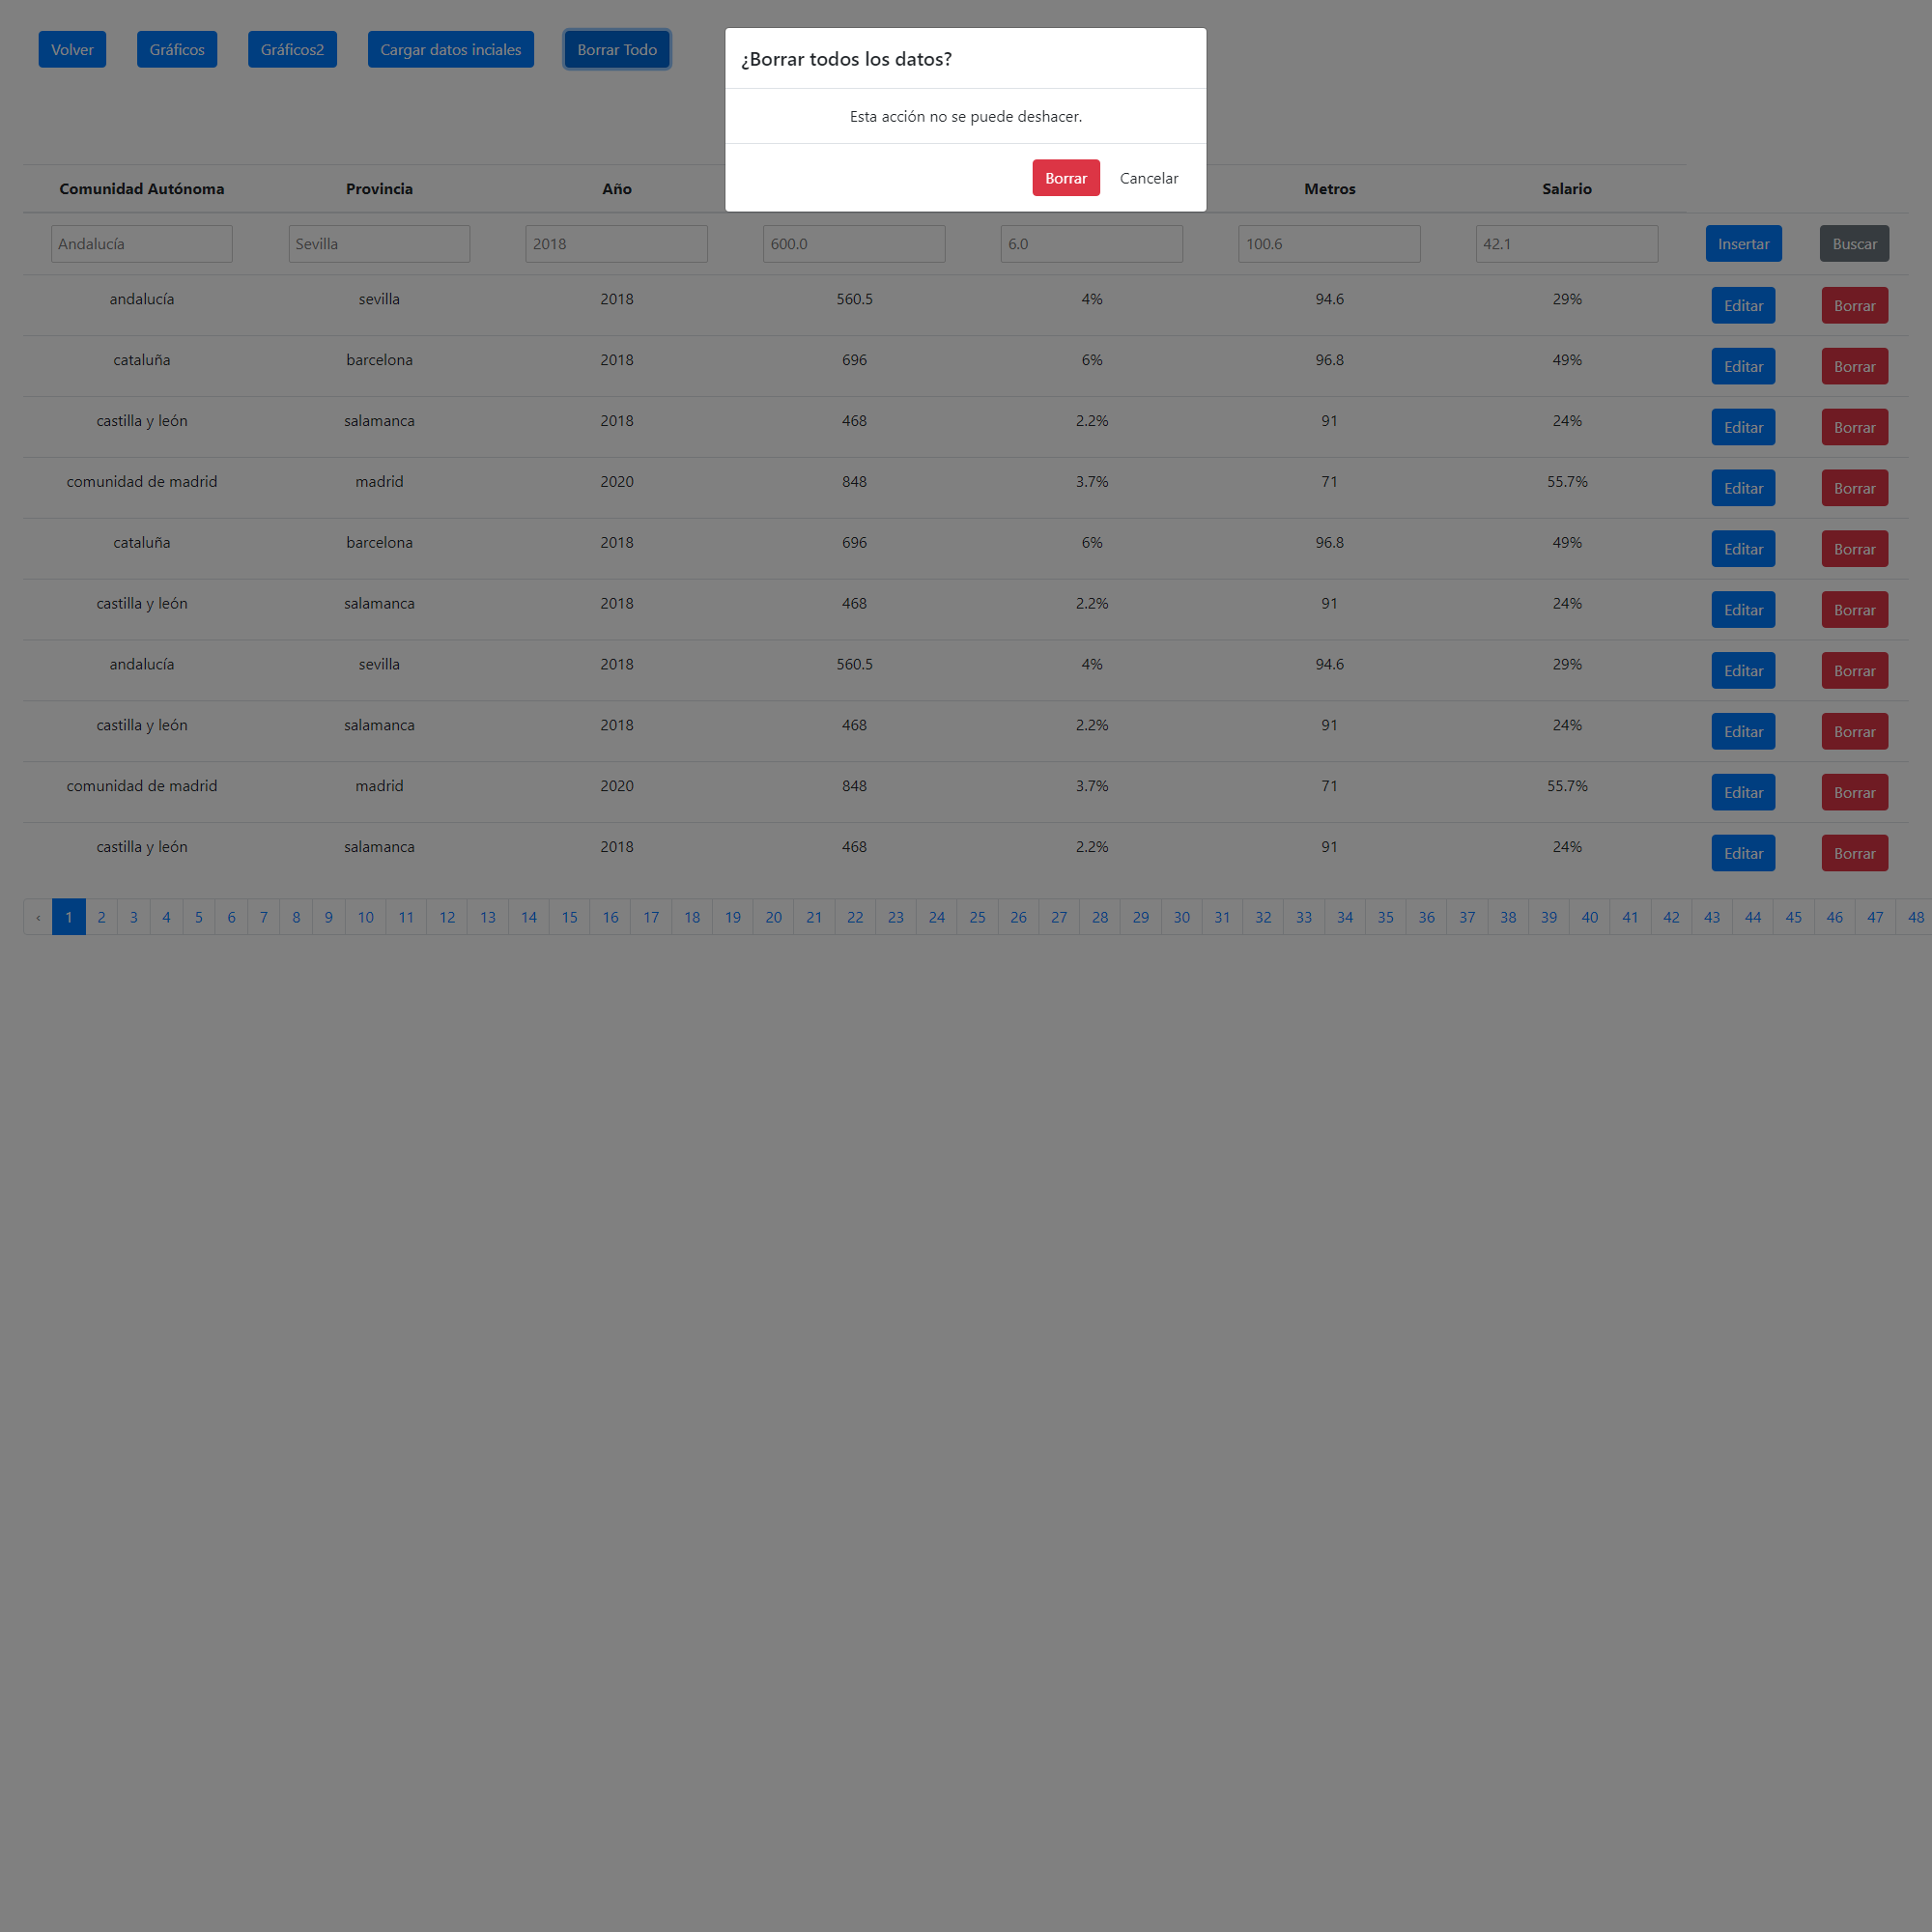 Volver Gráficos Gráficos2 Cargar datos inciales Borrar Todo
¿Borrar todos los datos?
Esta acción no se puede deshacer.
Borrar Cancelar
Comunidad Autónoma Provincia Año Metros Salario
Andalucía Sevilla 2018 600.0 6.0 100.6 42.1 Insertar Buscar
andalucía sevilla 2018 560.5 4% 94.6 29% Editar Borrar
cataluña barcelona 2018 696 6% 96.8 49% Editar Borrar
castilla y león salamanca 2018 468 2.2% 91 24% Editar Borrar
comunidad de madrid madrid 2020 848 3.7% 71 55.7% Editar Borrar
cataluña barcelona 2018 696 6% 96.8 49% Editar Borrar
castilla y león salamanca 2018 468 2.2% 91 24% Editar Borrar
andalucía sevilla 2018 560.5 4% 94.6 29% Editar Borrar
castilla y león salamanca 2018 468 2.2% 91 24% Editar Borrar
comunidad de madrid madrid 2020 848 3.7% 71 55.7% Editar Borrar
castilla y león salamanca 2018 468 2.2% 91 24% Editar Borrar
‹ 1 2 3 4 5 6 7 8 9 10 11 12 13 14 15 16 17 18 19 20 21 22 23 24 25 26 27 28 29 30 31 32 33 34 35 36 37 38 39 40 41 42 43 44 45 46 47 48